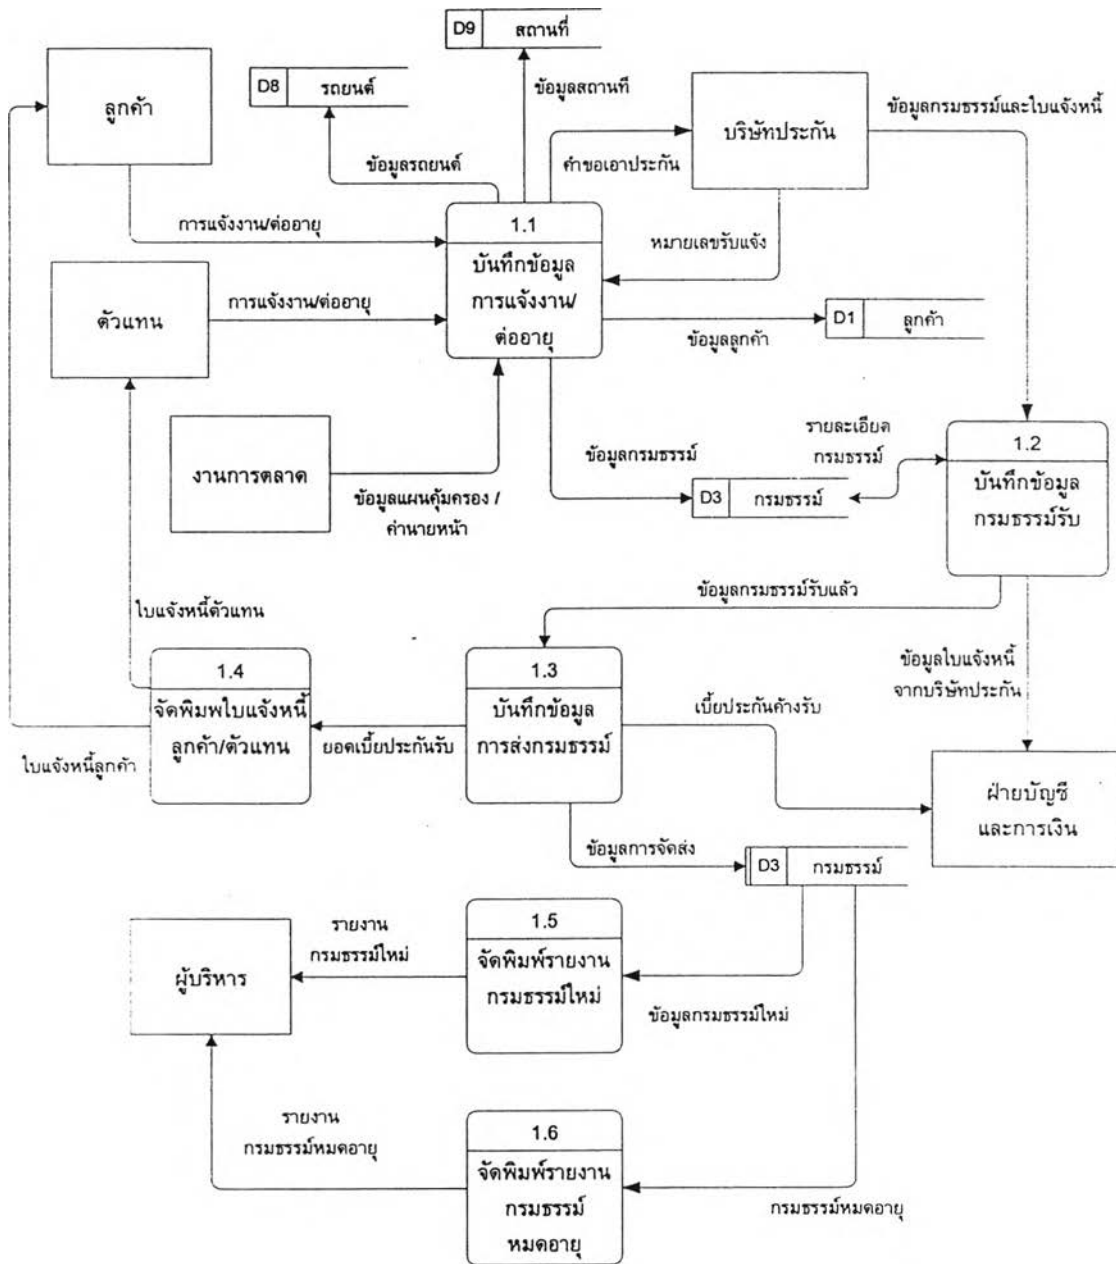 D9 สถานที่
D8 รถยนต์
ลูกค้า
ข้อมูลสถานที
บริษัทประกัน
ข้อมูลกรมธรรม์และใบแจ้งหนี้
ข้อมูลรถยนต์
คำขอเอาประกัน
การแจ้งงาน/ต่ออายุ
1.1
บันทึกข้อมูล
การแจ้งงาน/
ต่ออายุ
หมายเลขรับแจ้ง
ตัวแทน
การแจ้งงาน/ต่ออายุ
D1 ลูกค้า
ข้อมูลลูกค้า
งานการตลาด
ข้อมูลแผนคุ้มครอง /
ค่านายหน้า
ข้อมูลกรมธรรม์
รายละเอียด
กรมธรรม์
D3 กรมธรรม์
1.2
บันทึกข้อมูล
กรมธรรม์รับ
ข้อมูลกรมธรรม์รับแล้ว
ใบแจ้งหนี้ตัวแทน
1.4
จัดพิมพใบแจ้งหนี้
ลูกค้า/ตัวแทน
1.3
บันทึกข้อมูล
การส่งกรมธรรม์
ข้อมูลใบแจ้งหนี้
จากบริษัทประกัน
เบี้ยประกันค้างรับ
ยอดเบี้ยประกันรับ
ใบแจ้งหนี้ลูกค้า
ฝ่ายบัญชี
และการเงิน
ข้อมูลการจัดส่ง
D3 กรมธรรม์
รายงาน
กรมธรรม์ใหม่
ผู้บริหาร
1.5
จัดพิมพ์รายงาน
กรมธรรม์ใหม่
ข้อมูลกรมธรรม์ใหม่
รายงาน
กรมธรรม์หมดอายุ
1.6
จัดพิมพ์รายงาน
กรมธรรม์
หมดอายุ
กรมธรรม์หมดอายุ